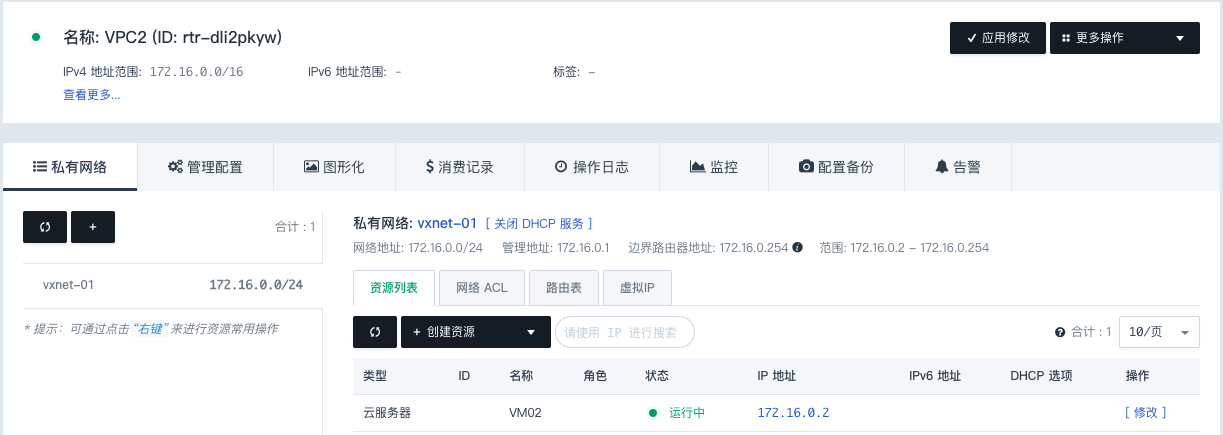 名称: VPC2 (ID: rtr-dli2pkyw)
应用修改
更多操作
IPv4 地址范围: 172.16.0.0/16
IPv6 地址范围: -
标签: -
查看更多...
私有网络
管理配置
图形化
消费记录
操作日志
监控
配置备份
告警
合计 : 1
vxnet-01 172.16.0.0/24
* 提示: 可通过点击“右键”来进行资源常用操作
私有网络: vxnet-01 [ 关闭 DHCP 服务 ]
网络地址: 172.16.0.0/24 管理地址: 172.16.0.1 边界路由器地址: 172.16.0.254 范围: 172.16.0.2 - 172.16.0.254
资源列表
网络 ACL
路由表
虚拟IP
+ 创建资源
请使用 IP 进行搜索
合计 : 1
10/页
类型 ID 名称 角色 状态 IP 地址 IPv6 地址 DHCP 选项 操作
云服务器 VM02 运行中 172.16.0.2 [ 修改 ]